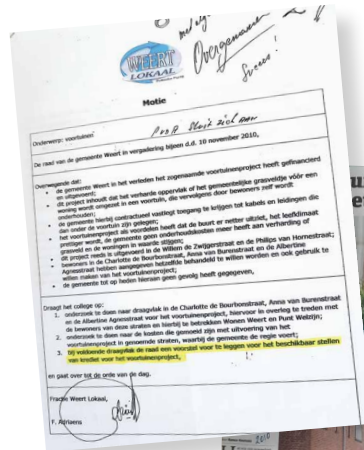 met
Overgenomen
Succes!
WEERT
LOKAAL
Motie
Onderwerp: voortuinen
PvdA sluit zich aan
De raad van de gemeente Weert in vergadering bijeen d.d. 10 november 2010,
Overwegende dat:
• de gemeente Weert in het verleden het zogenaamde voortuinenproject heeft gefinancierd
en uitgevoerd;
• dit project inhoudt dat het verharde oppervlak of het gemeentelijke grasveldje vóór een
woning wordt omgezet in een voortuin, die vervolgens door bewoners zelf wordt
onderhouden;
• de gemeente hierbij contractueel vastlegt toegang te krijgen tot kabels en leidingen die
dan onder de voortuin zijn gelegen;
• het voortuinenproject als voordelen heeft dat de buurt er netter uitziet, het leefklimaat
prettiger wordt, de gemeente geen onderhoudskosten meer heeft aan verharding of
grasveld en de woningen in waarde stijgen;
• dit project reeds is uitgevoerd in de Willem de Zwijgerstraat en de Philips van Hornestraat;
• bewoners in de Charlotte de Bourbonstraat, Anna van Burenstraat en de Albertine
Agnesstraat hebben aangegeven hetzelfde behandeld te willen worden en ook gebruik te
willen maken van het voortuinenproject;
• de gemeente tot op heden hieraan geen gevolg heeft gegeven,
Draagt het college op:
1. onderzoek te doen naar draagvlak in de Charlotte de Bourbonstraat, Anna van Burenstraat
en de Albertine Agnesstraat voor het voortuinenproject, hiervoor in overleg te treden met
de bewoners van deze straten en hierbij te betrekken Wonen Weert en Punt Welzijn;
2. onderzoek te doen naar de kosten die gemoeid zijn met uitvoering van het
voortuinenproject in genoemde straten, waarbij de gemeente de regie voert;
3. bij voldoende draagvlak de raad een voorstel voor te leggen voor het beschikbaar stellen
van krediet voor het voortuinenproject,
en gaat over tot de orde van de dag.
Fractie Weert Lokaal,
F. Adriaens
2010